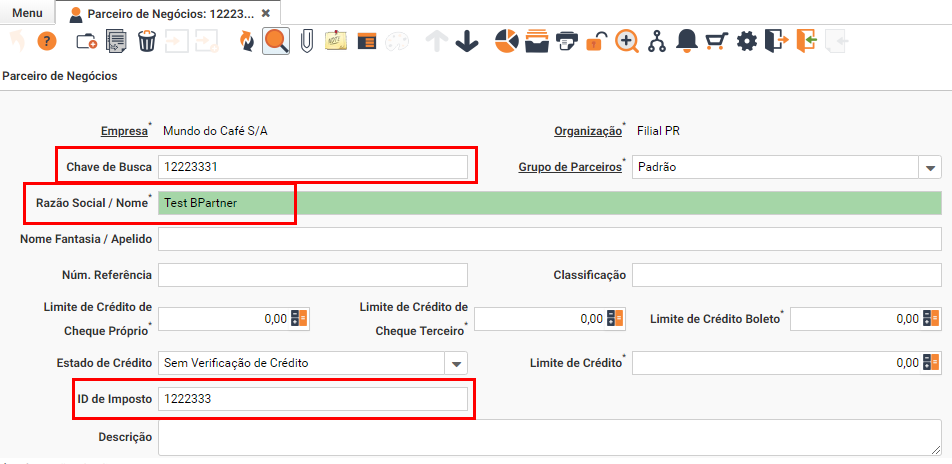 Menu
Parceiro de Negócios: 12223...
Parceiro de Negócios
Empresa* Mundo do Café S/A Organização* Filial PR
Chave de Busca 12223331 Grupo de Parceiros* Padrão
Razão Social / Nome* Test BPartner
Nome Fantasia / Apelido
Núm. Referência Classificação
Limite de Crédito de Cheque Próprio* 0,00 Limite de Crédito de Cheque Terceiro* 0,00 Limite de Crédito Boleto* 0,00
Estado de Crédito Sem Verificação de Crédito Limite de Crédito* 0,00
ID de Imposto 1222333
Descrição